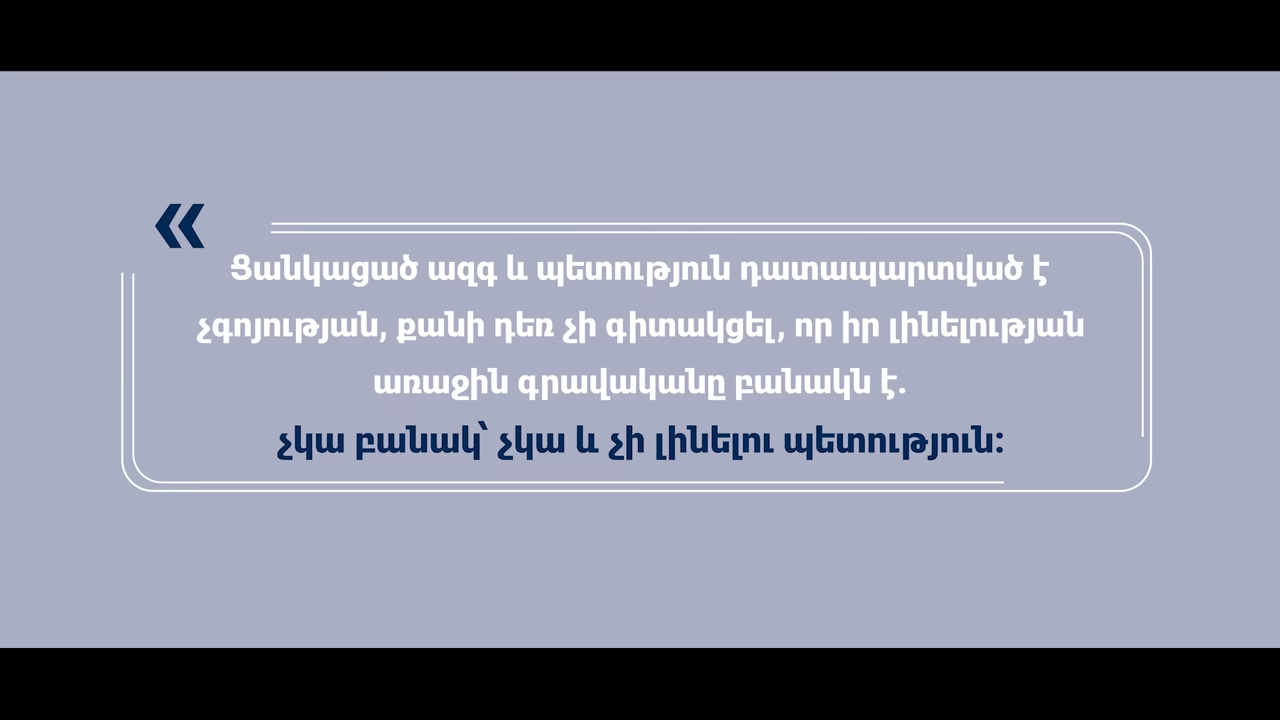 «
Ցանկացած ազգ և պետություն դատապարտված է
չգոյության, քանի դեռ չի գիտակցել, որ իր լինելության
առաջին գրավականը բանակն է.
չկա բանակ՝ չկա և չի լինելու պետություն: